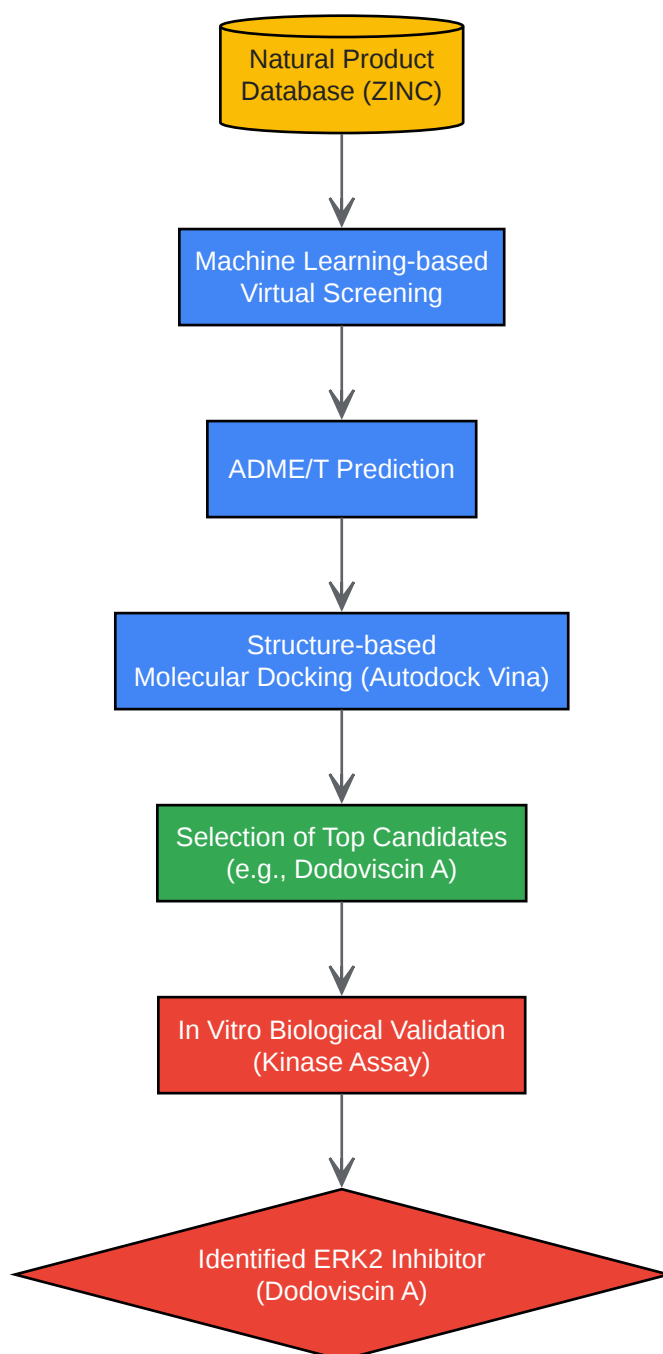 Natural Product
Database (ZINC)
Machine Learning-based
Virtual Screening
ADME/T Prediction
Structure-based
Molecular Docking (Autodock Vina)
Selection of Top Candidates
(e.g., Dodoviscin A)
In Vitro Biological Validation
(Kinase Assay)
Identified ERK2 Inhibitor
(Dodoviscin A)